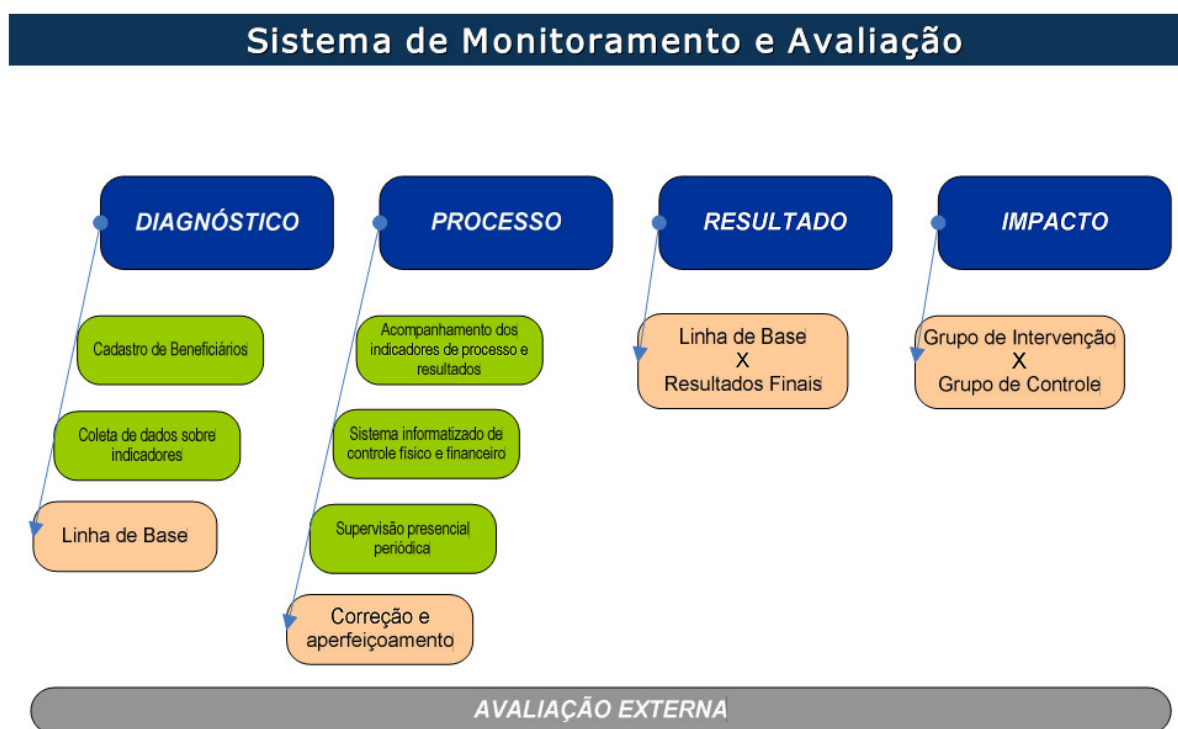 Sistema de Monitoramento e Avaliação
DIAGNÓSTICO
PROCESSO
RESULTADO
IMPACTO
Cadastro de Beneficiários
Coleta de dados sobre
indicadores
Linha de Base
Acompanhamento dos
indicadores de processo e
resultados
Sistema informatizado de
controle físico e financeiro
Supervisão presencial
periódica
Correção e
aperfeiçoamento
Linha de Base
X
Resultados Finais
Grupo de Intervenção
X
Grupo de Controle
AVALIAÇÃO EXTERNA